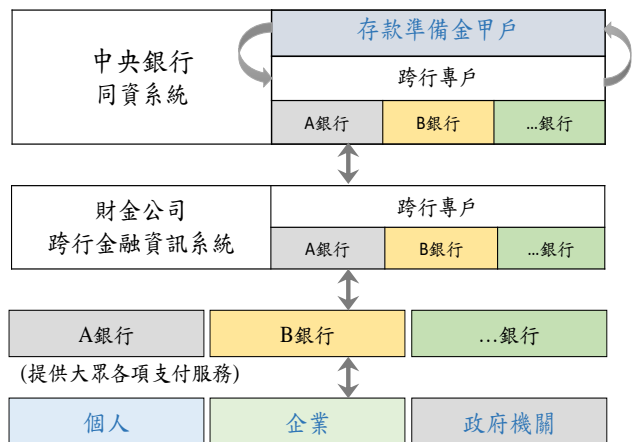 存款準備金甲戶
中央銀行
同資系統
跨行專戶
A銀行
B銀行
...銀行
財金公司
跨行金融資訊系統
跨行專戶
A銀行
B銀行
...銀行
A銀行
B銀行
...銀行
(提供大眾各項支付服務)
個人
企業
政府機關